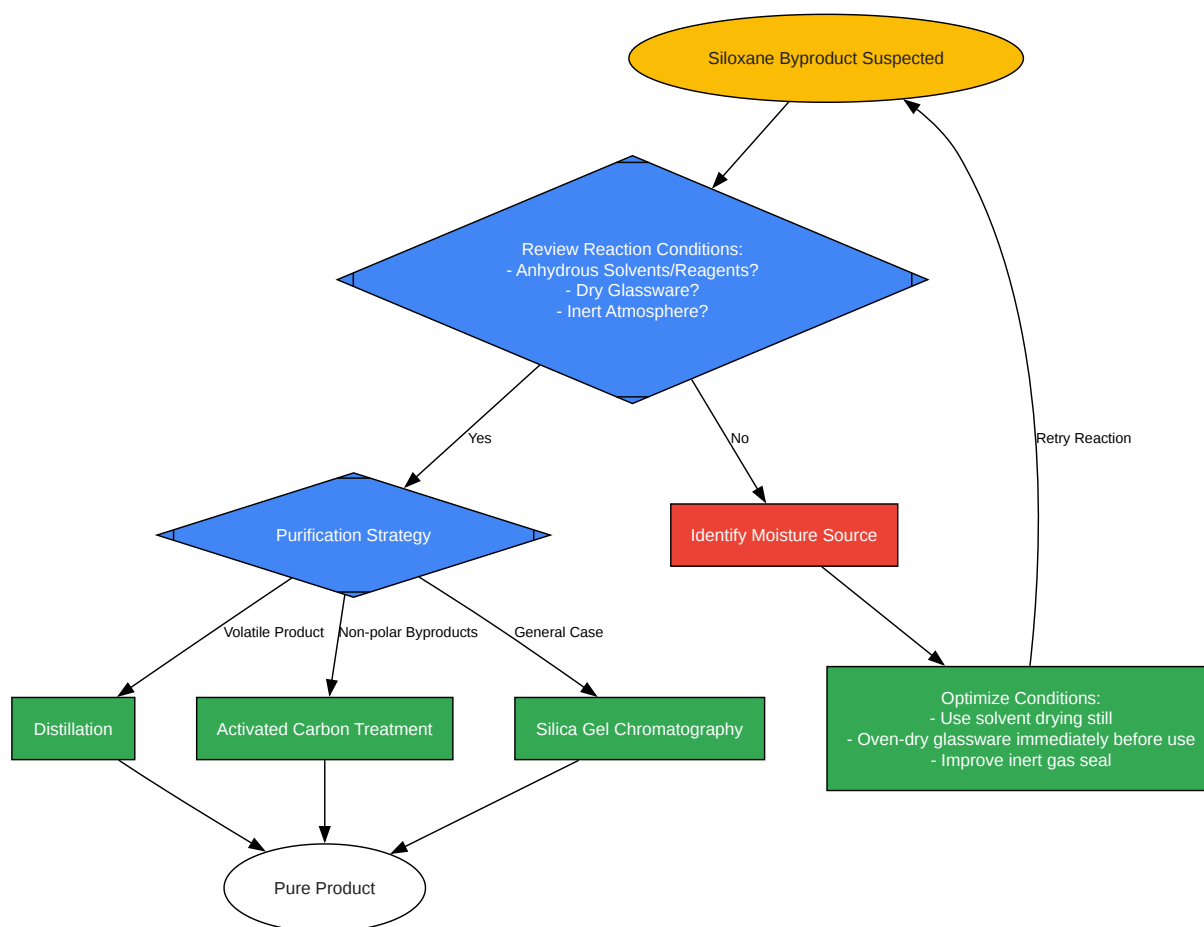 Siloxane Byproduct Suspected
Review Reaction Conditions:
- Anhydrous Solvents/Reagents?
- Dry Glassware?
- Inert Atmosphere?
Yes
No
Retry Reaction
Purification Strategy
Identify Moisture Source
Volatile Product
Non-polar Byproducts
General Case
Distillation
Activated Carbon Treatment
Silica Gel Chromatography
Optimize Conditions:
- Use solvent drying still
- Oven-dry glassware immediately before use
- Improve inert gas seal
Pure Product